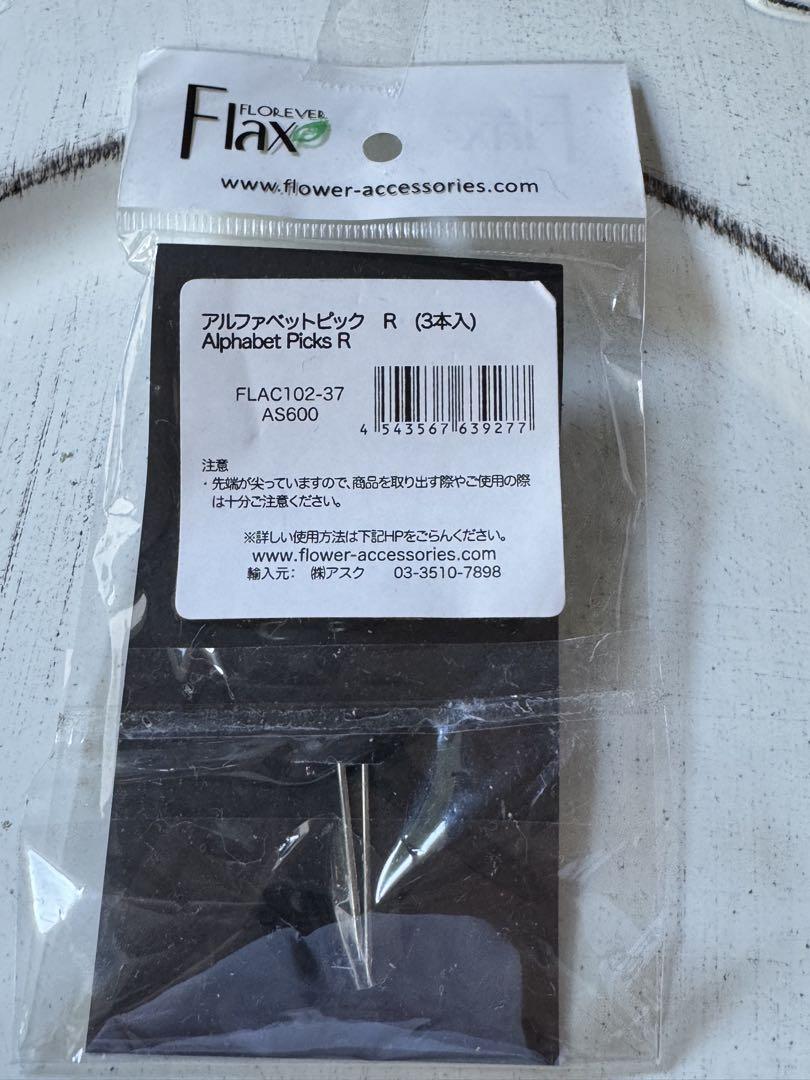 FLOREVER
Flax
www.flower-accessories.com
アルファベットピック R (3本入)
Alphabet Picks R
FLAC102-37
AS600
4 543567 639277
注意
・先端が尖っていますので、商品を取り出す際やご使用の際
は十分ご注意ください。
※詳しい使用方法は下記HPをごらんください。
www.flower-accessories.com
輸入元: ㈱アスク 03-3510-7898